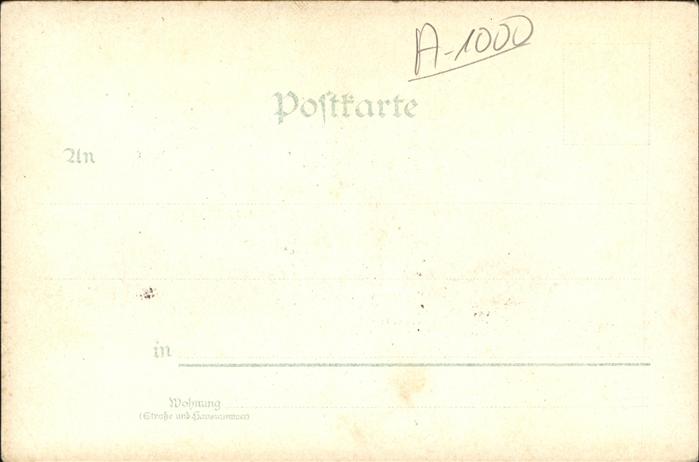 A-1000
Postkarte
An
in
Wohnung
(Straße und Hausnummer)